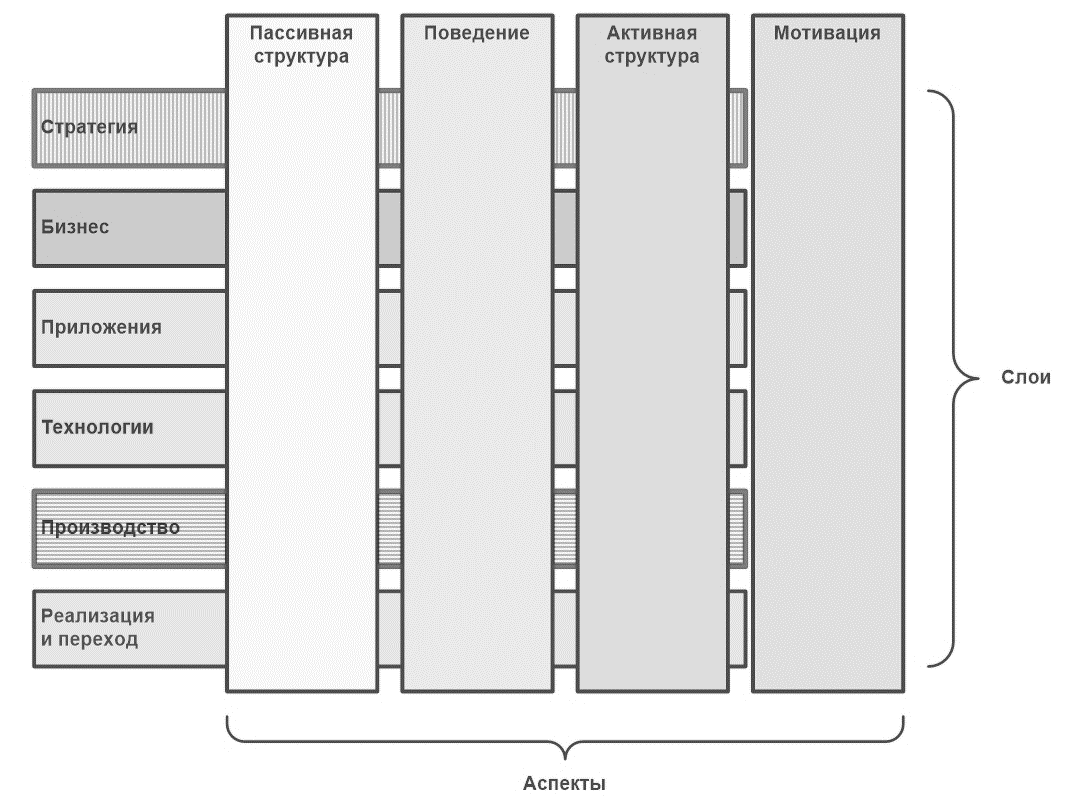 Пассивная
структура
Поведение
Активная
структура
Мотивация
Стратегия
Бизнес
Приложения
Технологии
Производство
Реализация
и переход
Слои
Аспекты